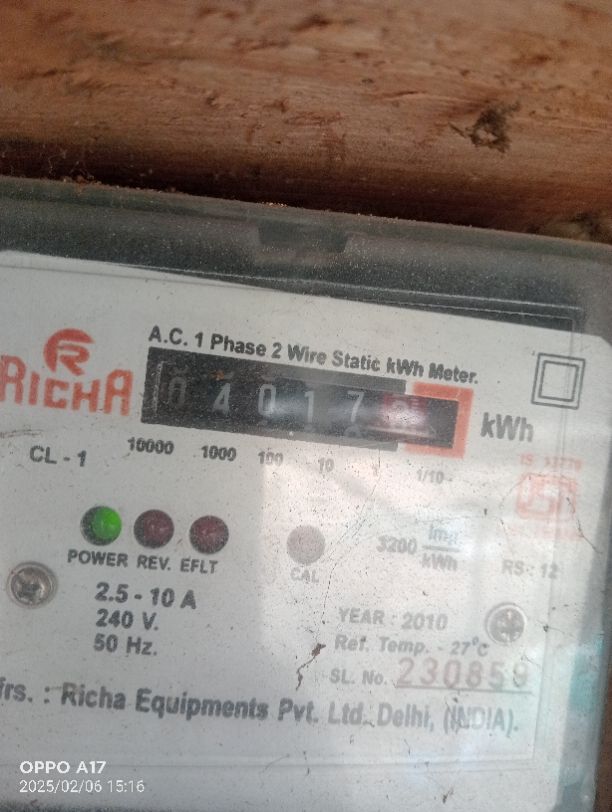 A.C. 1 Phase 2 Wire Static kWh Meter.
RICHA
0 4 0 1 7
kWh
CL - 1
10000 1000 100 10 1 1/10
POWER REV. EFLT
CAL
3200 imp/kWh
RS : 12
2.5 - 10 A
240 V.
50 Hz.
YEAR : 2010
Ref. Temp. - 27°c
SL. No. 230859
frs. : Richa Equipments Pvt. Ltd. Delhi, (INDIA).
OPPO A17
2025/02/06 15:16